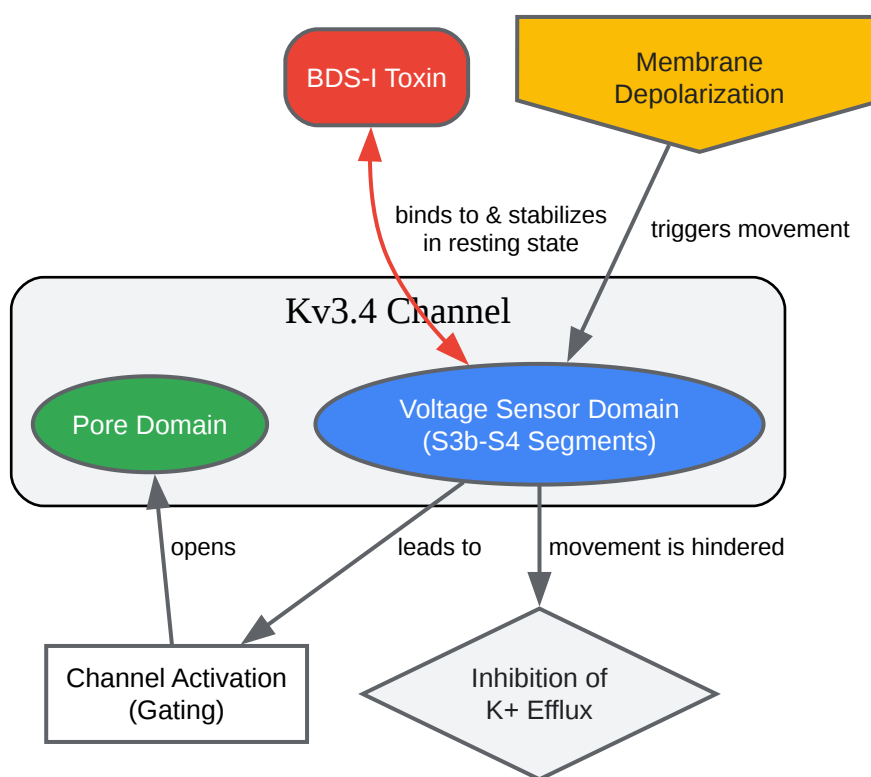 BDS-I Toxin
Membrane
Depolarization
binds to & stabilizes
in resting state
triggers movement
Kv3.4 Channel
Pore Domain
Voltage Sensor Domain
(S3b-S4 Segments)
opens
leads to
movement is hindered
Channel Activation
(Gating)
Inhibition of
K+ Efflux